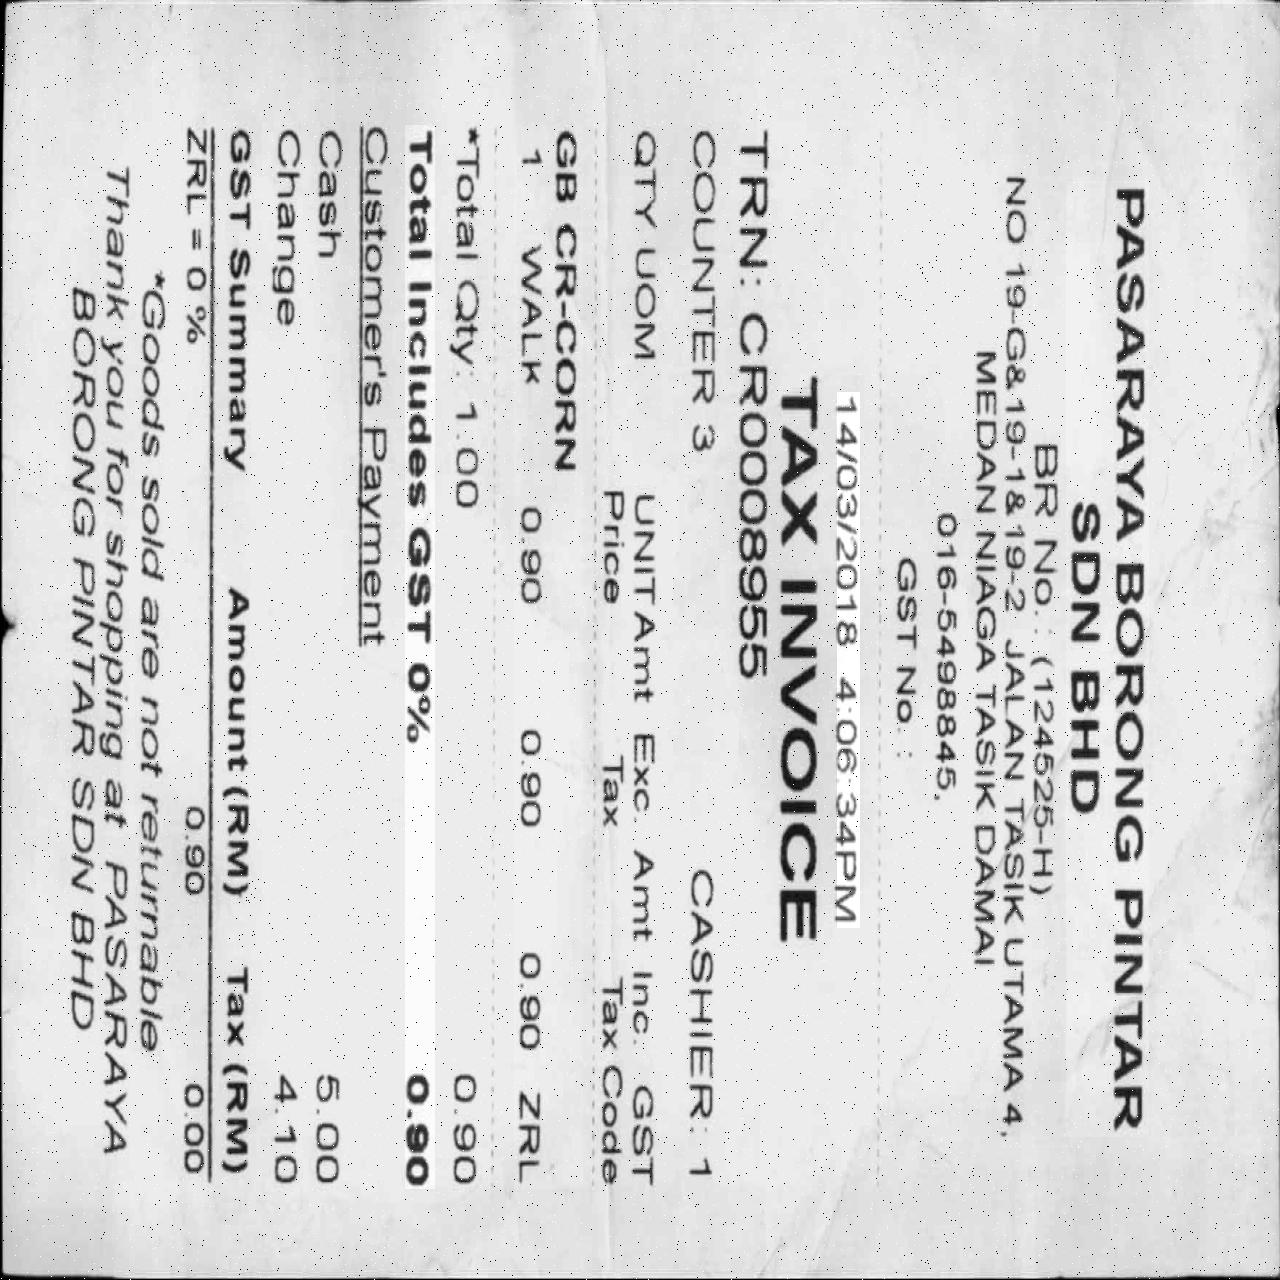 PASARAYA BORONG PINTAR
SDN BHD
BR No. : (124525-H)
NO 19-G&19-1&19-2 JALAN TASIK UTAMA 4,
MEDAN NIAGA TASIK DAMAI
016-5498845.
GST No. :
14/03/2018 4:06:34PM
TAX INVOICE
TRN: CR0008955
COUNTER 3 CASHIER: 1
QTY UOM UNIT Amt Exc. Amt Inc. GST
Price Tax Tax Code
GB CR-CORN
1 WALK 0.90 0.90 0.90 ZRL
*Total Qty: 1.00 0.90
Total Includes GST 0% 0.90
Customer's Payment
Cash 5.00
Change 4.10
GST Summary Amount (RM) Tax (RM)
ZRL = 0 % 0.90 0.00
*Goods sold are not returnable
Thank you for shopping at PASARAYA
BORONG PINTAR SDN BHD